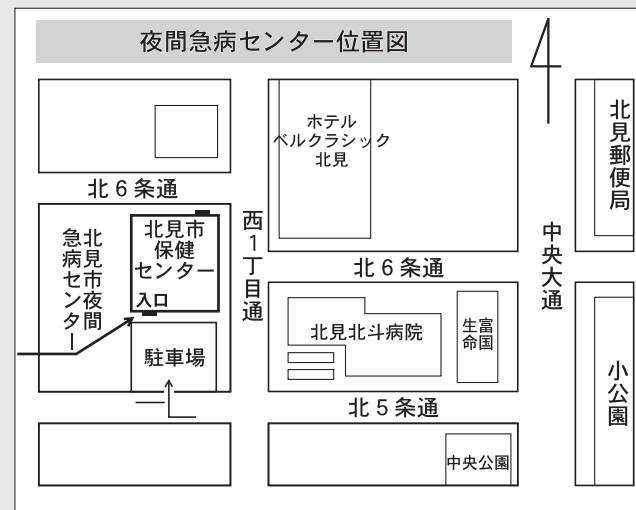 夜間急病センター位置図
ホテル
ベルクラシック
北見
北見郵便局
北6条通
北見市
保健
センター
入口
北見市夜間
急病センター
西1丁目通
中央大通
北6条通
北見北斗病院
富国
生命
駐車場
小公園
北5条通
中央公園